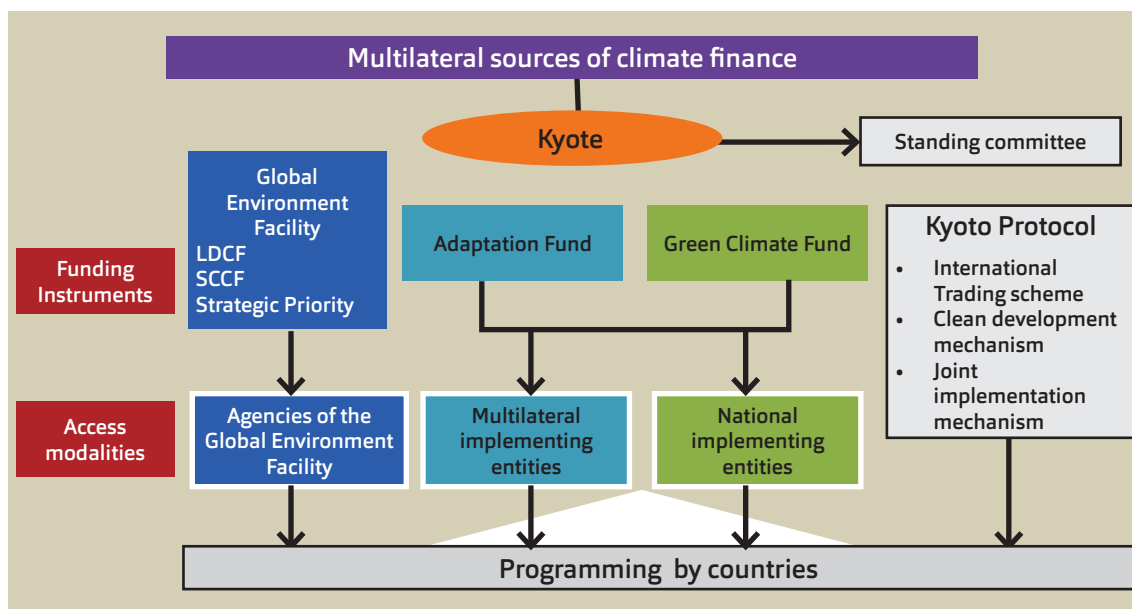 Multilateral sources of climate finance
Kyote
Standing committee
Global
Environment
Facility
LDCF
SCCF
Strategic Priority
Adaptation Fund
Green Climate Fund
Kyoto Protocol
• International
Trading scheme
• Clean development
mechanism
• Joint
implementation
mechanism
Funding
Instruments
Access
modalities
Agencies of the
Global Environment
Facility
Multilateral
implementing
entities
National
implementing
entities
Programming by countries